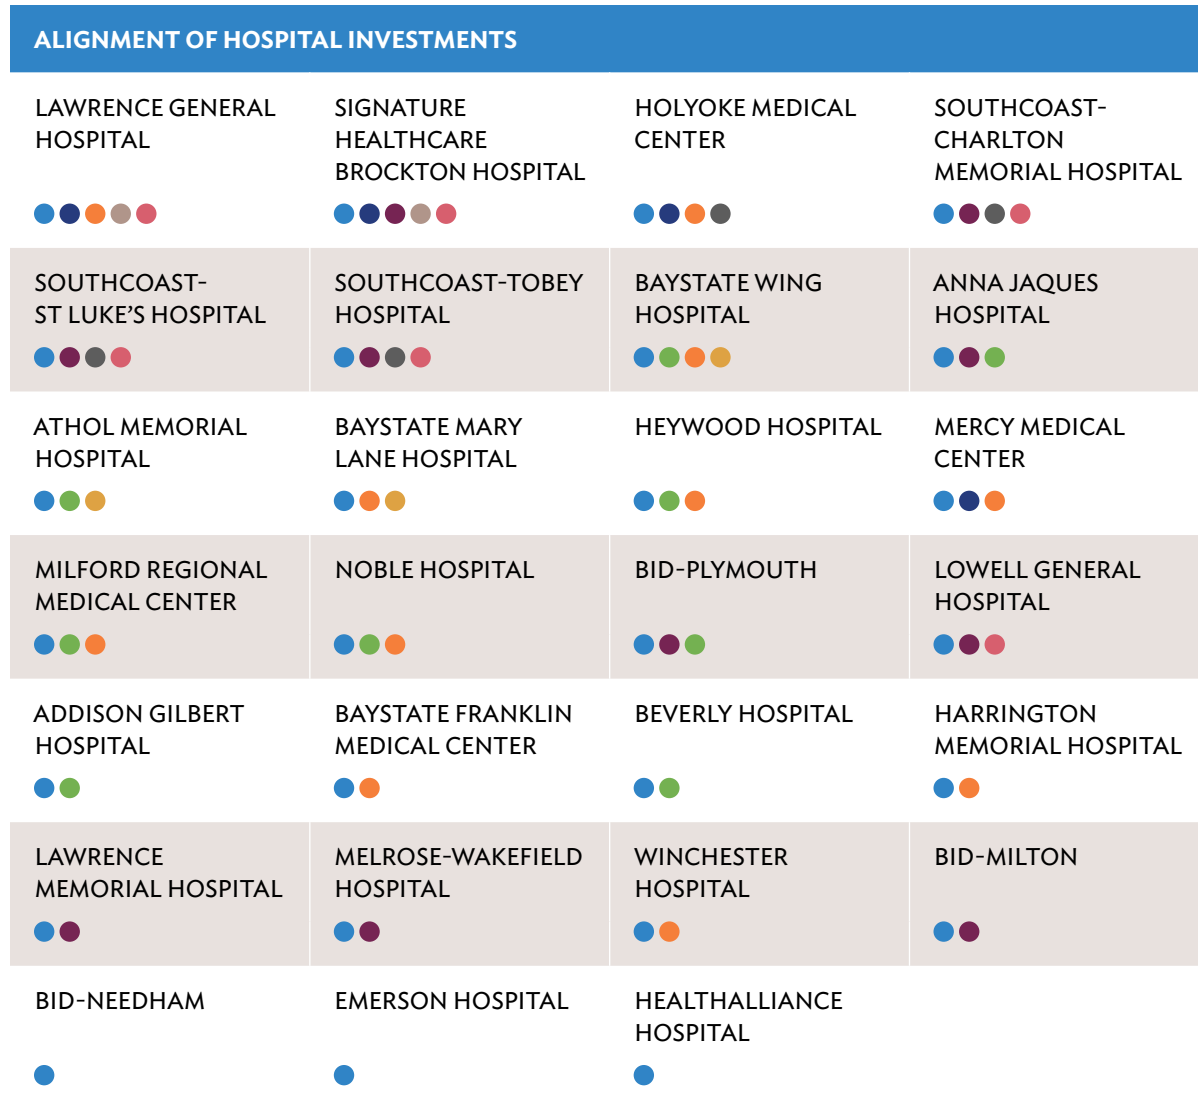 ALIGNMENT OF HOSPITAL INVESTMENTS
LAWRENCE GENERAL
HOSPITAL
SIGNATURE
HEALTHCARE
BROCKTON HOSPITAL
HOLYOKE MEDICAL
CENTER
SOUTHCOAST-
CHARLTON
MEMORIAL HOSPITAL
SOUTHCOAST-
ST LUKE'S HOSPITAL
SOUTHCOAST-TOBEY
HOSPITAL
BAYSTATE WING
HOSPITAL
ANNA JAQUES
HOSPITAL
ATHOL MEMORIAL
HOSPITAL
BAYSTATE MARY
LANE HOSPITAL
HEYWOOD HOSPITAL
MERCY MEDICAL
CENTER
MILFORD REGIONAL
MEDICAL CENTER
NOBLE HOSPITAL
BID-PLYMOUTH
LOWELL GENERAL
HOSPITAL
ADDISON GILBERT
HOSPITAL
BAYSTATE FRANKLIN
MEDICAL CENTER
BEVERLY HOSPITAL
HARRINGTON
MEMORIAL HOSPITAL
LAWRENCE
MEMORIAL HOSPITAL
MELROSE-WAKEFIELD
HOSPITAL
WINCHESTER
HOSPITAL
BID-MILTON
BID-NEEDHAM
EMERSON HOSPITAL
HEALTHALLIANCE
HOSPITAL